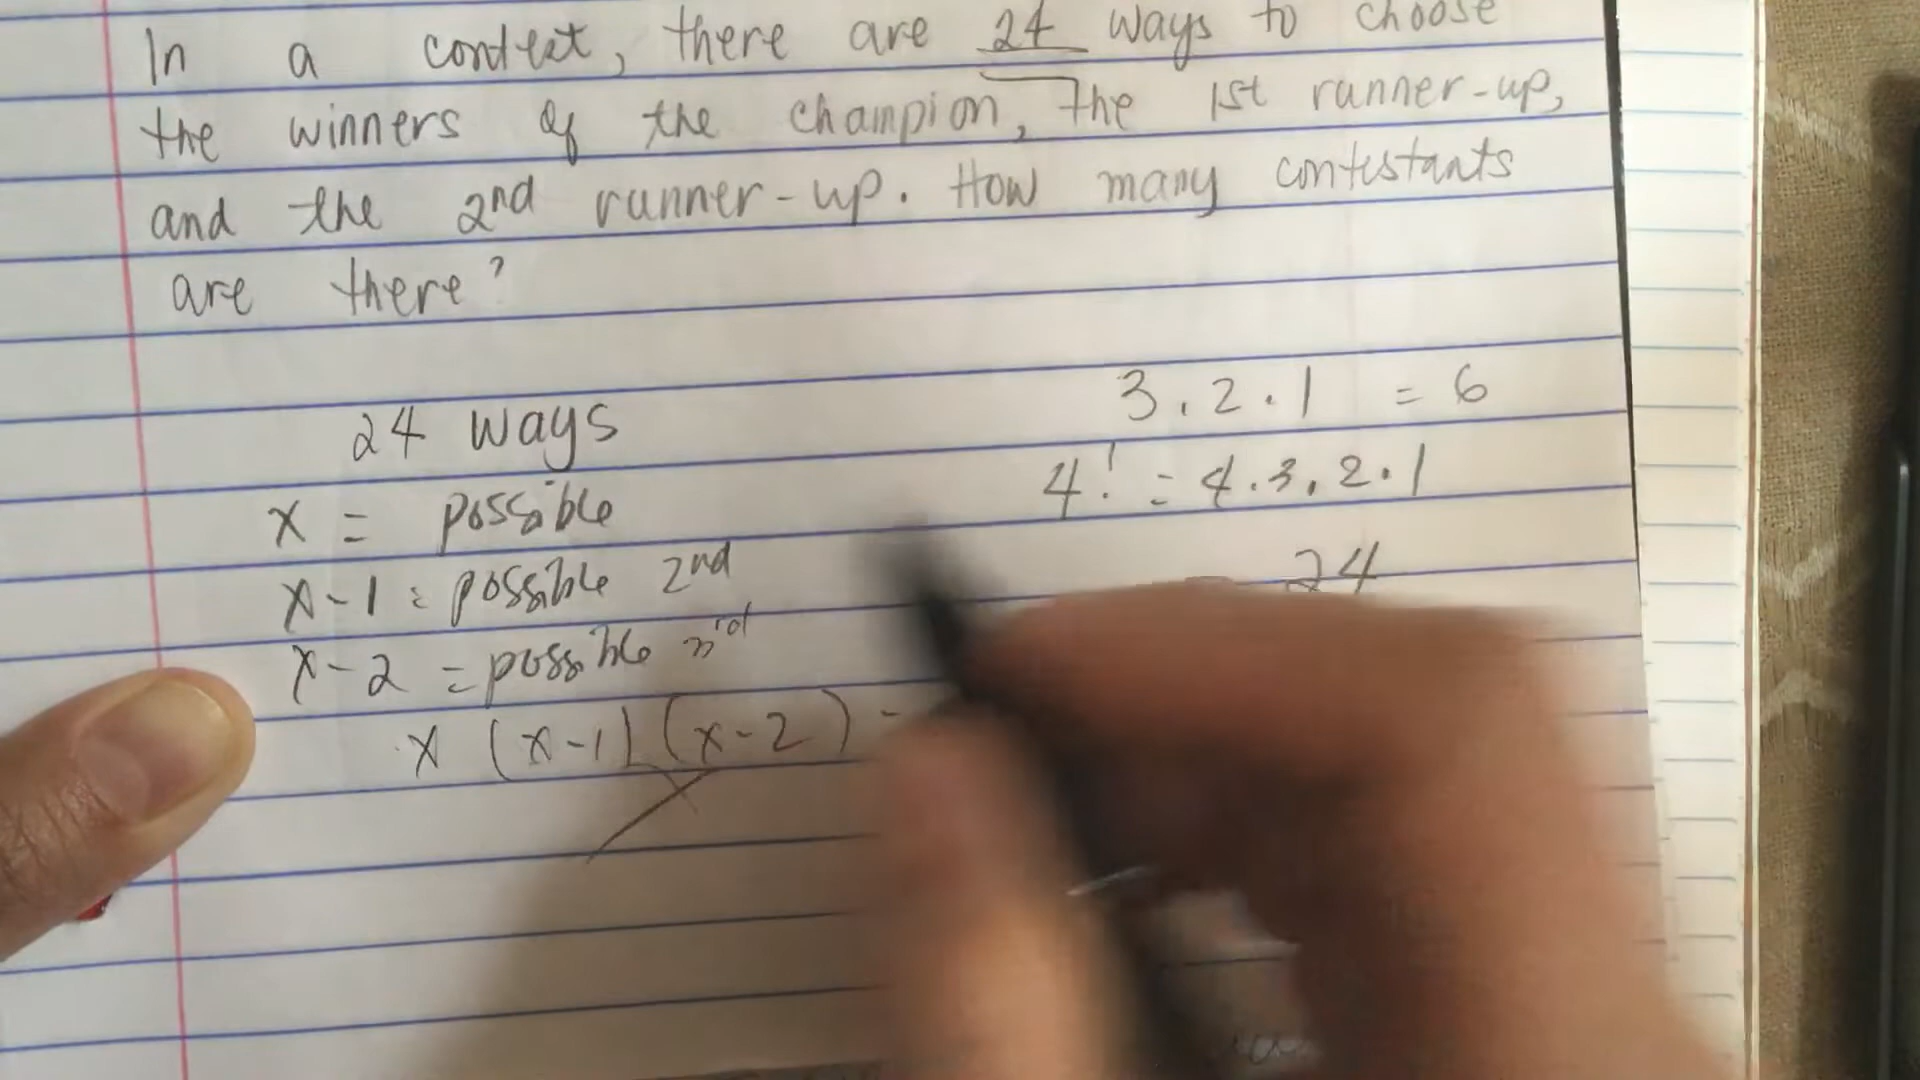 In a contest, there are 24 ways to choose
the winners of the champion, the 1st runner-up,
and the 2nd runner-up. How many contestants
are there?
24 ways
x = possible
x-1 = possible 2nd
x-2 = possible
x (x-1)(x-2) =
3.2.1 = 6
4! = 4.3.2.1
24